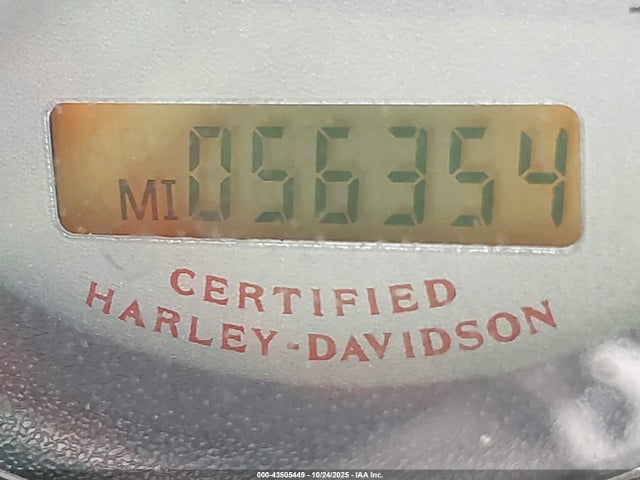 MI 056354
CERTIFIED
HARLEY-DAVIDSON
000-43505449 - 10/24/2025 - IAA Inc.